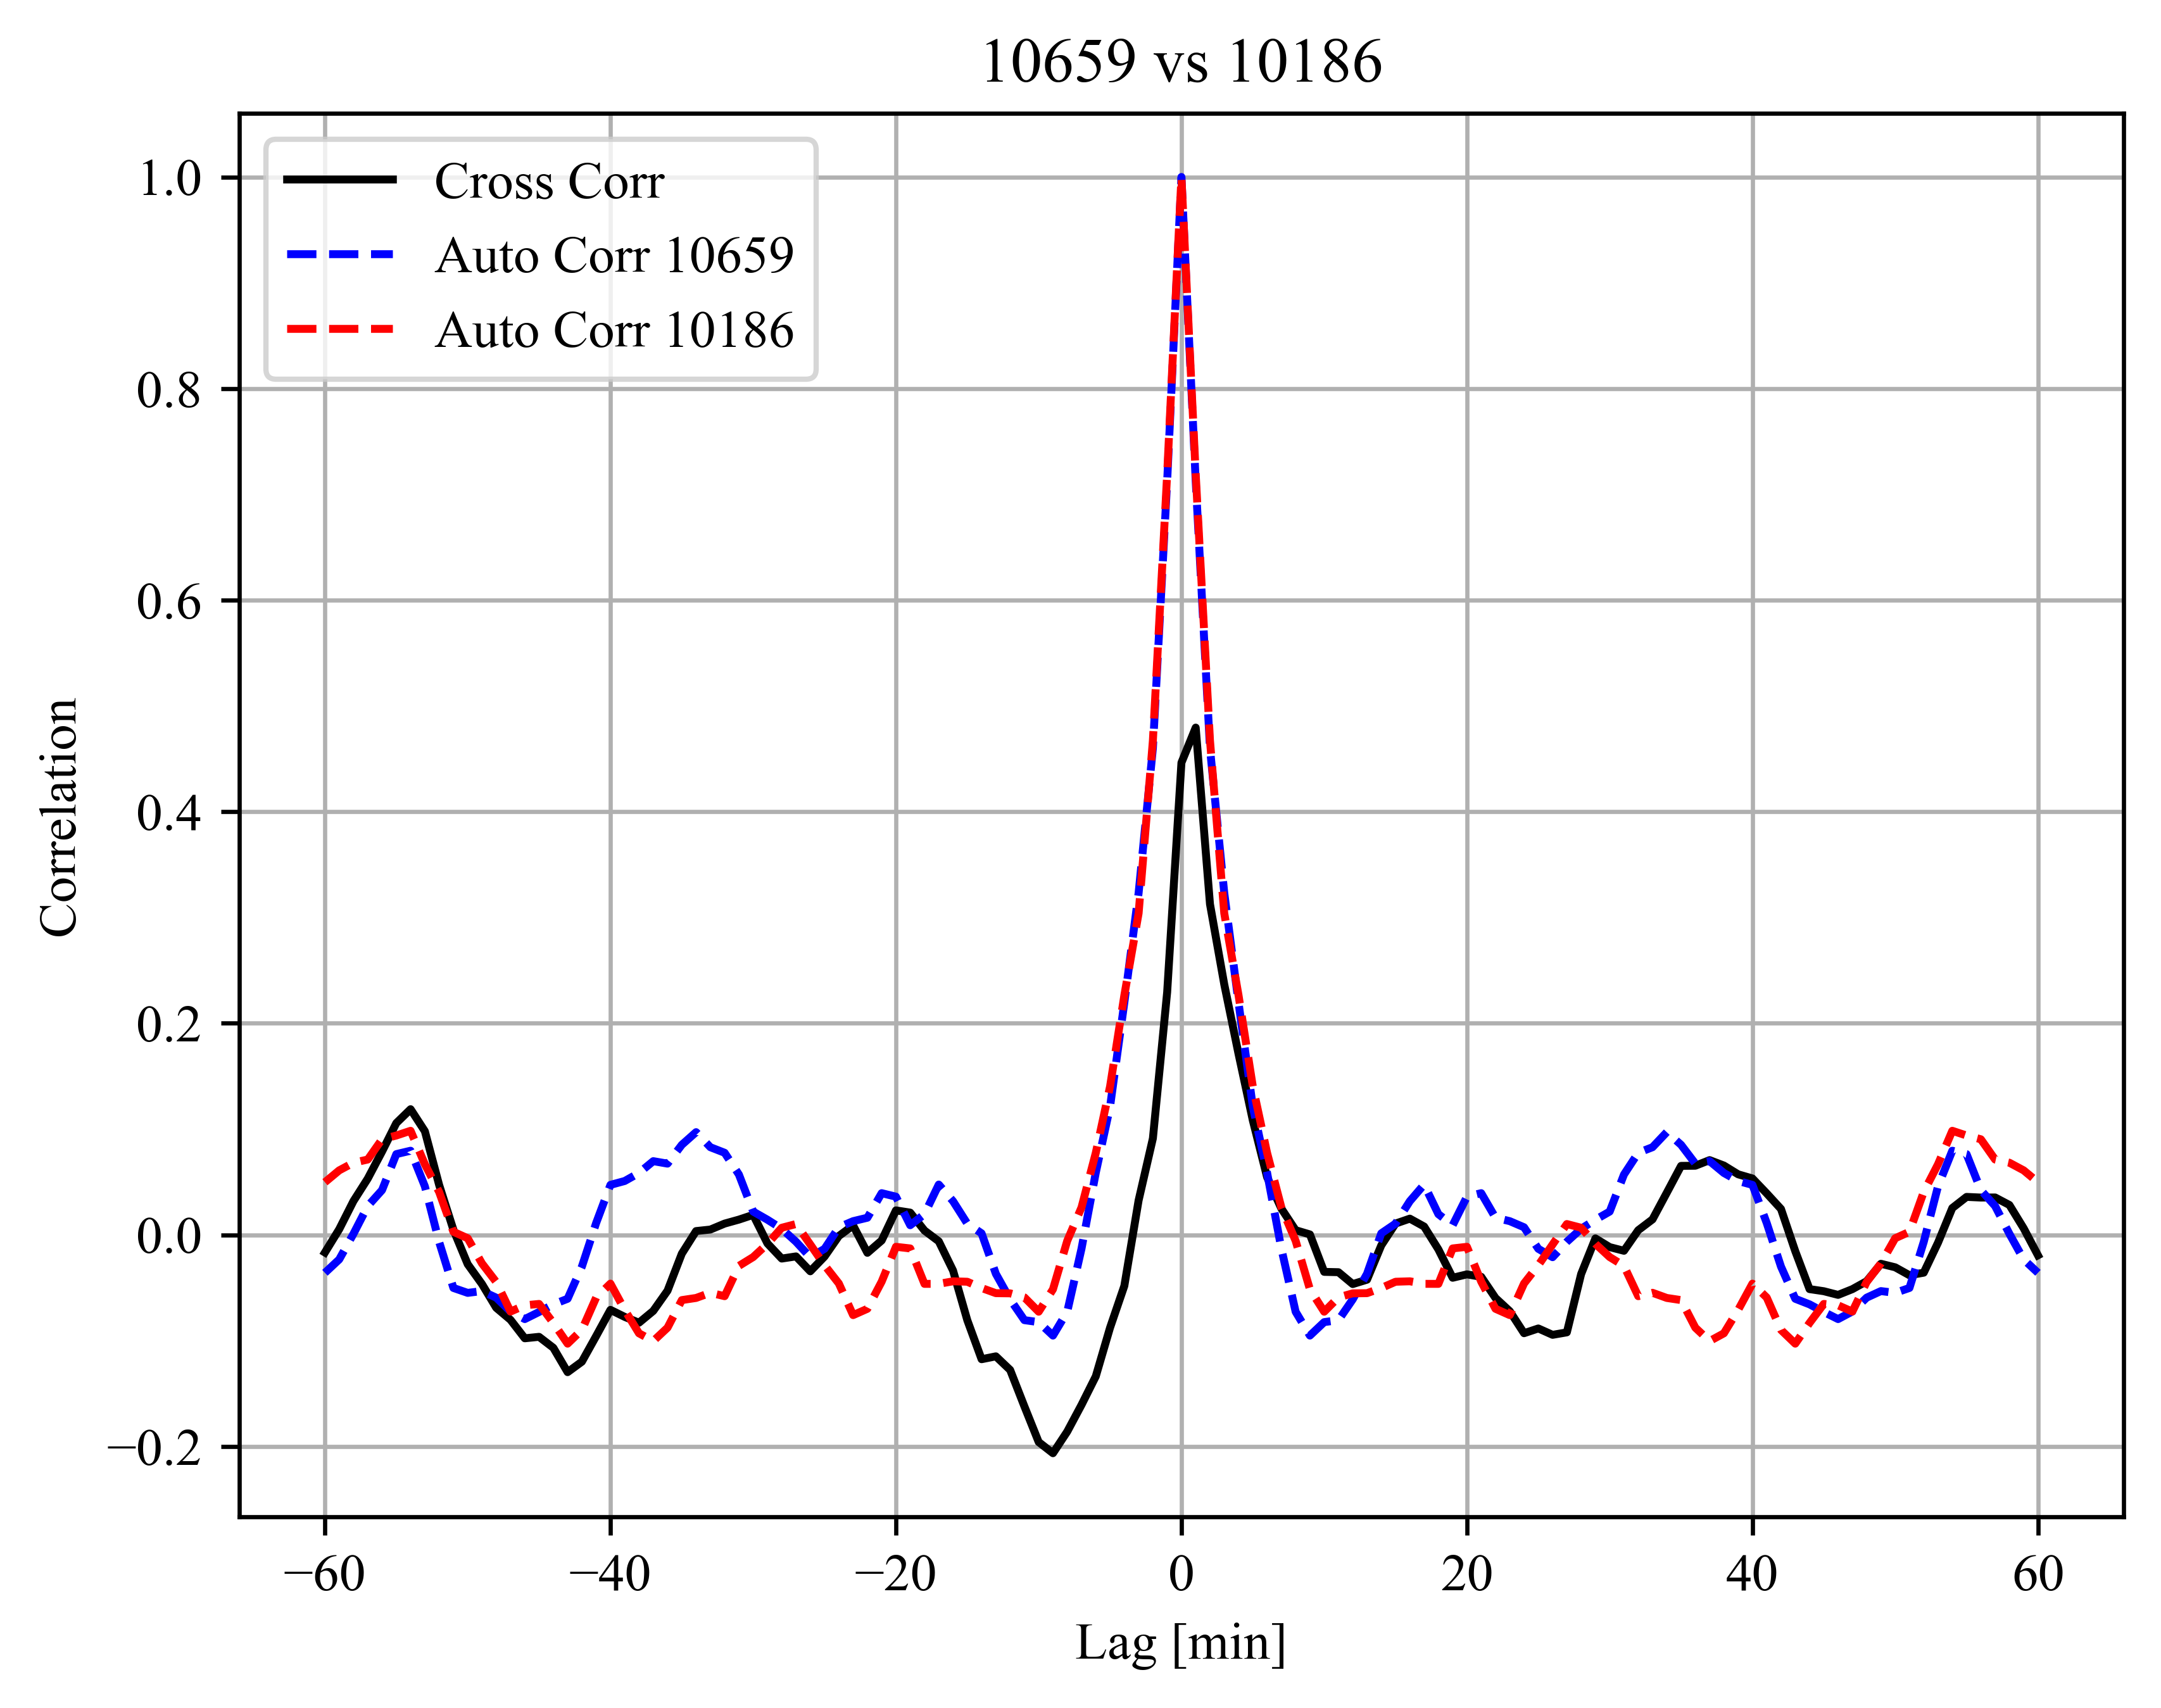 10659 vs 10186
Cross Corr
Auto Corr 10659
Auto Corr 10186
1.0
0.8
0.6
0.4
0.2
0.0
−0.2
Correlation
−60
−40
−20
0
20
40
60
Lag [min]